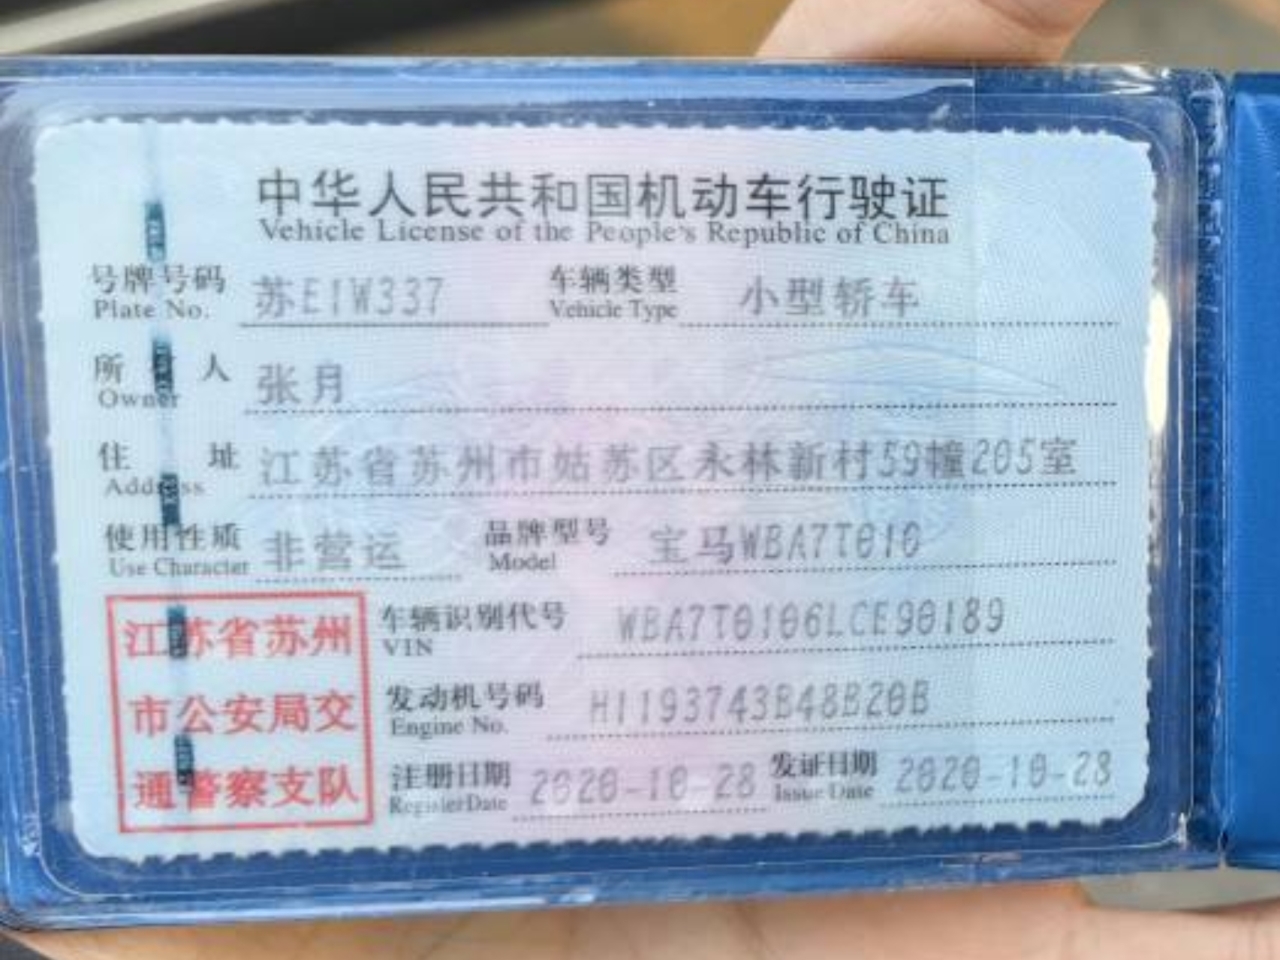 中华人民共和国机动车行驶证
Vehicle License of the People's Republic of China
号牌号码 苏E1W337 车辆类型 小型轿车
Plate No. Vehicle Type
所有人 张月
Owner
住址 江苏省苏州市姑苏区永林新村59幢205室
Address
使用性质 非营运 品牌型号 宝马WBA7T010
Use Character Model
江苏省苏州
市公安局交
通警察支队
车辆识别代号 WBA7T0106LCE90189
VIN
发动机号码 H1193743B48B20B
Engine No.
注册日期 2020-10-28 发证日期 2020-10-28
Register Date Issue Date